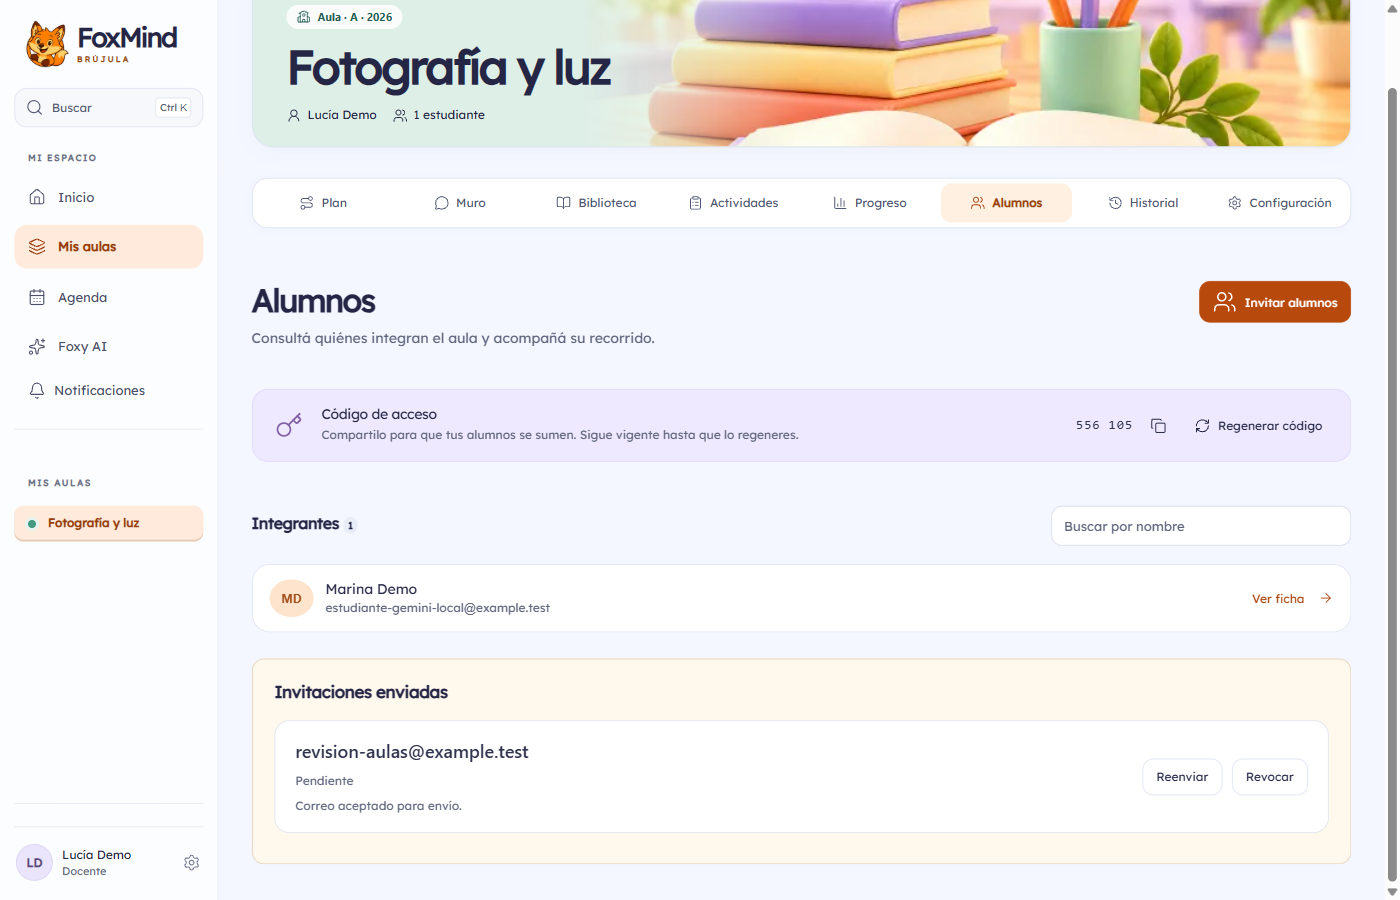 FoxMind
BRÚJULA
Buscar
Ctrl K
MI ESPACIO
Inicio
Mis aulas
Agenda
Foxy AI
Notificaciones
MIS AULAS
Fotografía y luz
Lucía Demo
Docente
LD
Aula · A · 2026
Fotografía y luz
Lucía Demo
1 estudiante
Plan
Muro
Biblioteca
Actividades
Progreso
Alumnos
Historial
Configuración
Alumnos
Consultá quiénes integran el aula y acompañá su recorrido.
Invitar alumnos
Código de acceso
Compartilo para que tus alumnos se sumen. Sigue vigente hasta que lo regeneres.
556 105
Regenerar código
Integrantes 1
Buscar por nombre
MD
Marina Demo
estudiante-gemini-local@example.test
Ver ficha
Invitaciones enviadas
revision-aulas@example.test
Pendiente
Correo aceptado para envío.
Reenviar
Revocar